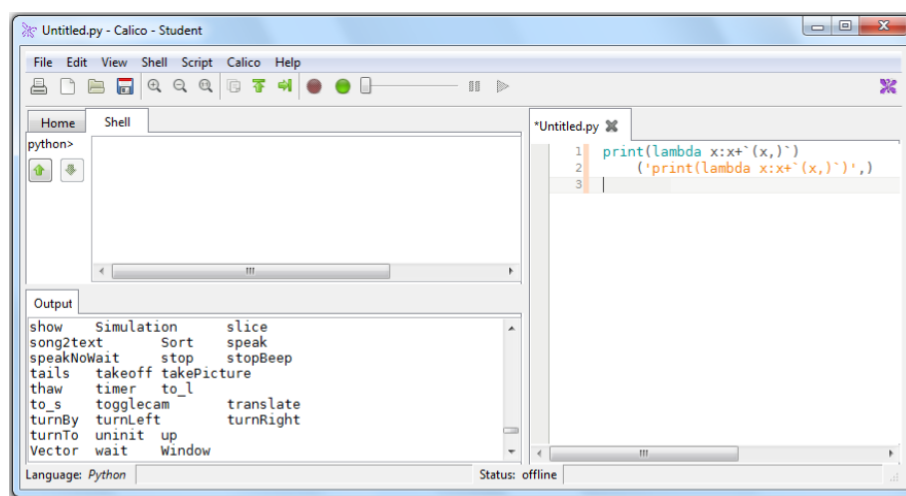 Untitled.py - Calico - Student
File Edit View Shell Script Calico Help
Home Shell
python>
*Untitled.py
1 print(lambda x:x+`(x,)`)
2     ('print(lambda x:x+`(x,)`)',)
3
Output
show Simulation slice
song2text Sort speak
speakNoWait stop stopBeep
tails takeoff takePicture
thaw timer to_l
to_s togglecam translate
turnBy turnLeft turnRight
turnTo uninit up
Vector wait Window
Language: Python Status: offline